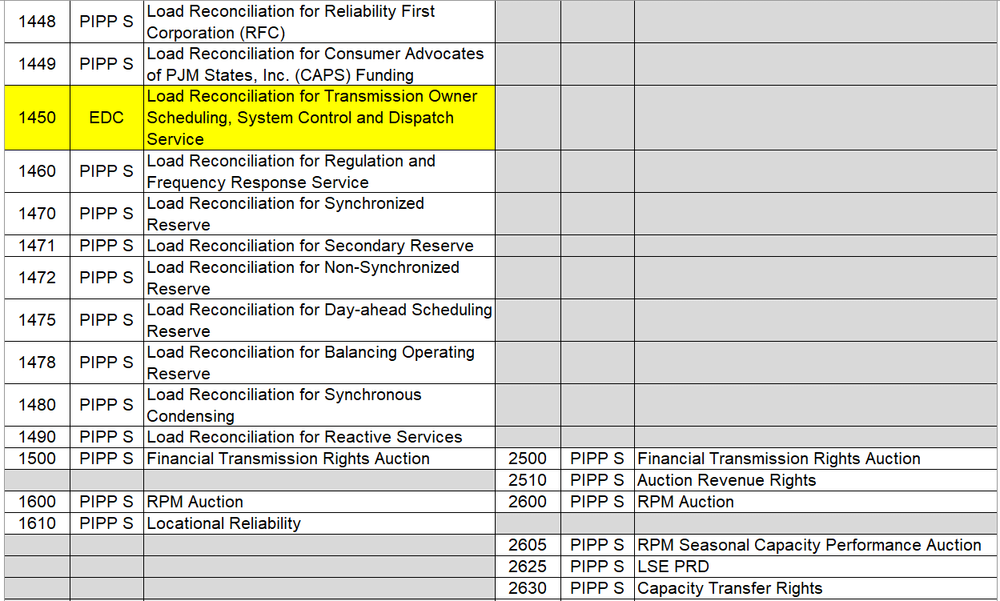 1448 PIPP S Load Reconciliation for Reliability First
Corporation (RFC)
1449 PIPP S Load Reconciliation for Consumer Advocates
of PJM States, Inc. (CAPS) Funding
1450 EDC Load Reconciliation for Transmission Owner
Scheduling, System Control and Dispatch
Service
1460 PIPP S Load Reconciliation for Regulation and
Frequency Response Service
1470 PIPP S Load Reconciliation for Synchronized
Reserve
1471 PIPP S Load Reconciliation for Secondary Reserve
1472 PIPP S Load Reconciliation for Non-Synchronized
Reserve
1475 PIPP S Load Reconciliation for Day-ahead Scheduling
Reserve
1478 PIPP S Load Reconciliation for Balancing Operating
Reserve
1480 PIPP S Load Reconciliation for Synchronous
Condensing
1490 PIPP S Load Reconciliation for Reactive Services
1500 PIPP S Financial Transmission Rights Auction 2500 PIPP S Financial Transmission Rights Auction
2510 PIPP S Auction Revenue Rights
1600 PIPP S RPM Auction 2600 PIPP S RPM Auction
1610 PIPP S Locational Reliability
2605 PIPP S RPM Seasonal Capacity Performance Auction
2625 PIPP S LSE PRD
2630 PIPP S Capacity Transfer Rights